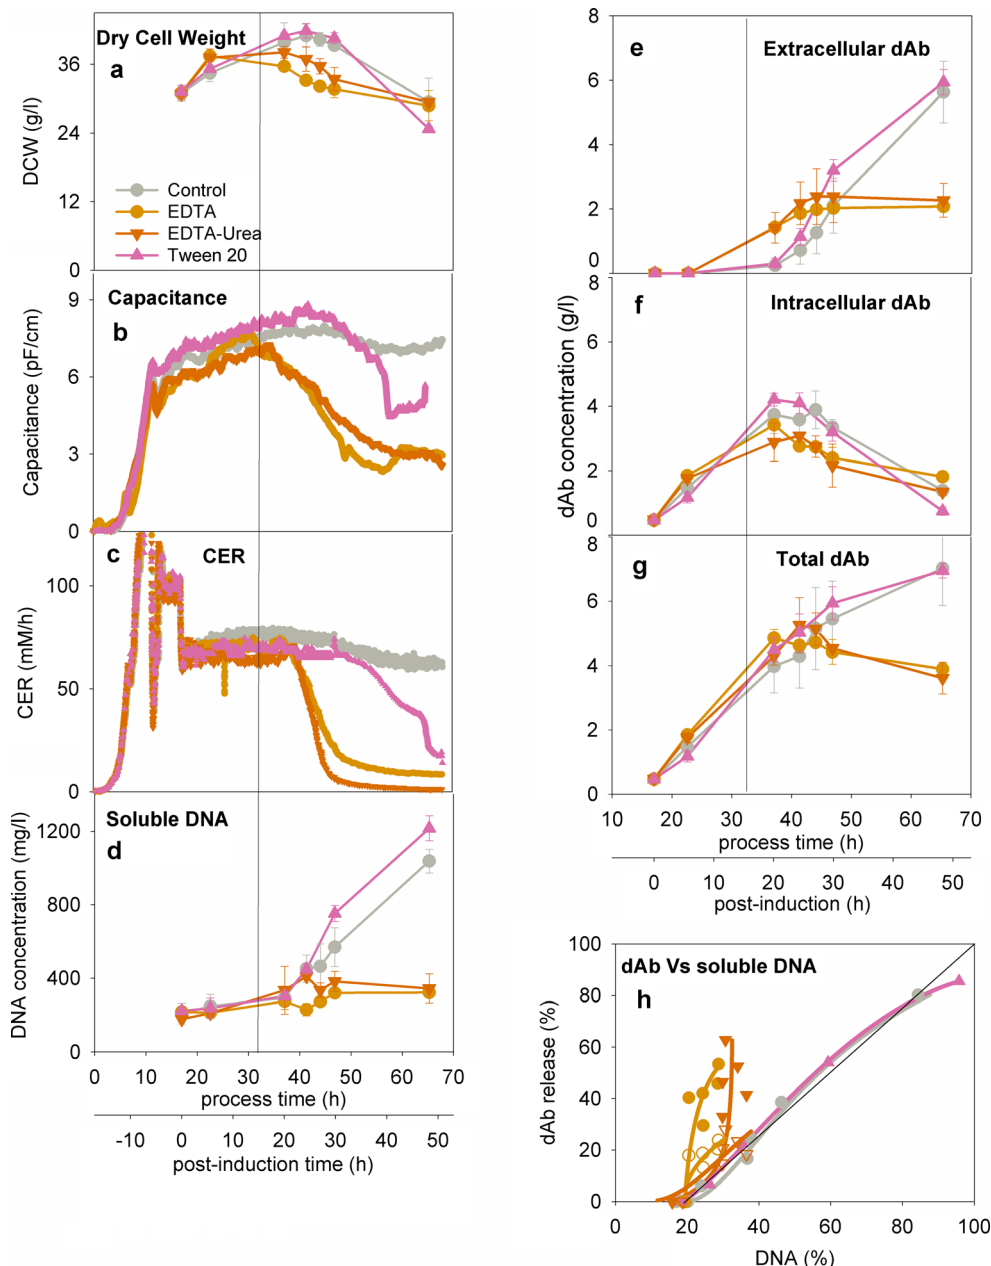 Dry Cell Weight
a
36
24
12
0
DCW (g/l)
Control
EDTA
EDTA-Urea
Tween 20
Capacitance
b
9
6
3
0
Capacitance (pF/cm)
c
CER
100
50
0
CER (mM/h)
Soluble DNA
d
1200
800
400
0
DNA concentration (mg/l)
0 10 20 30 40 50 60 70
process time (h)
-10 0 10 20 30 40 50
post-induction time (h)
e
Extracellular dAb
8
6
4
2
0
f
Intracellular dAb
8
6
4
2
0
dAb concentration (g/l)
g
Total dAb
8
6
4
2
0
10 20 30 40 50 60 70
process time (h)
0 10 20 30 40 50
post-induction (h)
dAb Vs soluble DNA
h
100
80
60
40
20
0
dAb release (%)
0 20 40 60 80 100
DNA (%)